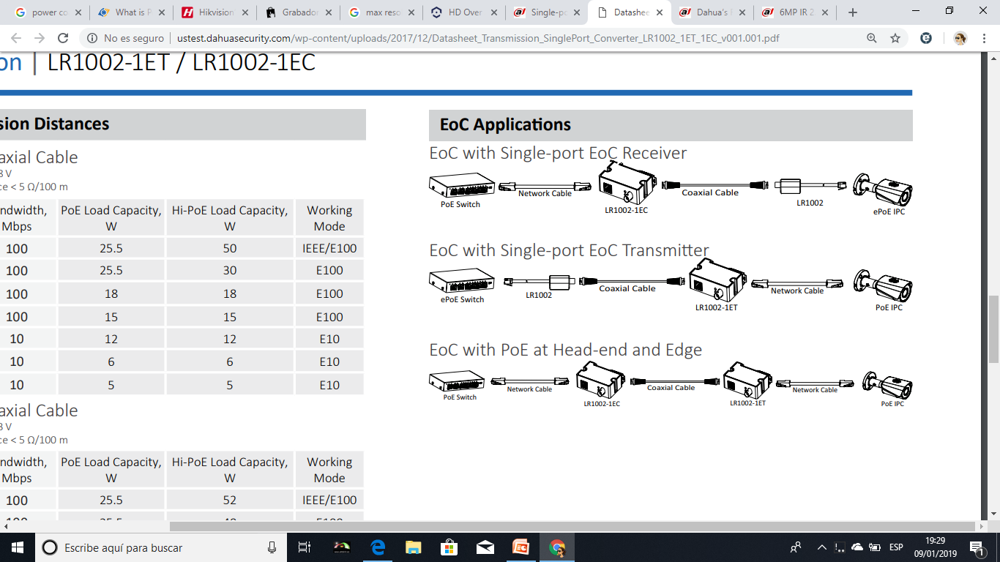 power co
What is P
Hikvision
Grabador
max reso
HD Over
Single-po
Datashee
Dahua's
6MP IR 2
No es seguro
ustest.dahuasecurity.com/wp-content/uploads/2017/12/Datasheet_Transmission_SinglePort_Converter_LR1002_1ET_1EC_v001.001.pdf
on | LR1002-1ET / LR1002-1EC
sion Distances
axial Cable
3 V
ce < 5 Ω/100 m
ndwidth, PoE Load Capacity, Hi-PoE Load Capacity, Working
Mbps W W Mode
100 25.5 50 IEEE/E100
100 25.5 30 E100
100 18 18 E100
100 15 15 E100
10 12 12 E10
10 6 6 E10
10 5 5 E10
axial Cable
3 V
ce < 5 Ω/100 m
ndwidth, PoE Load Capacity, Hi-PoE Load Capacity, Working
Mbps W W Mode
100 25.5 52 IEEE/E100
EoC Applications
EoC with Single-port EoC Receiver
PoE Switch
Network Cable
LR1002-1EC
Coaxial Cable
LR1002
ePoE IPC
EoC with Single-port EoC Transmitter
ePoE Switch
LR1002
Coaxial Cable
LR1002-1ET
Network Cable
PoE IPC
EoC with PoE at Head-end and Edge
PoE Switch
Network Cable
LR1002-1EC
Coaxial Cable
LR1002-1ET
Network Cable
PoE IPC
Escribe aquí para buscar
ESP
19:29
09/01/2019
1